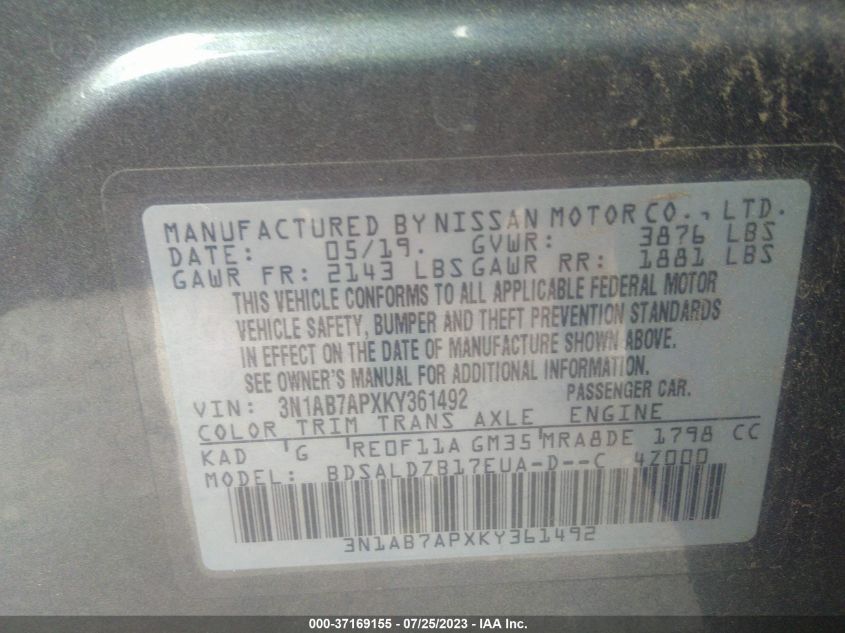 MANUFACTURED BY NISSAN MOTOR CO., LTD.
DATE: 05/19. GVWR: 3876 LBS
GAWR FR: 2143 LBS GAWR RR: 1881 LBS
THIS VEHICLE CONFORMS TO ALL APPLICABLE FEDERAL MOTOR
VEHICLE SAFETY, BUMPER AND THEFT PREVENTION STANDARDS
IN EFFECT ON THE DATE OF MANUFACTURE SHOWN ABOVE.
SEE OWNER'S MANUAL FOR ADDITIONAL INFORMATION.
VIN: 3N1AB7APXKY361492 PASSENGER CAR.
COLOR TRIM TRANS AXLE ENGINE
KAD 'G 'RE0F11A GM35'MRA8DE 1798 CC
MODEL: BDSALDZB17EUA-D--C 4Z000
3N1AB7APXKY361492
000-37169155 - 07/25/2023 - IAA Inc.